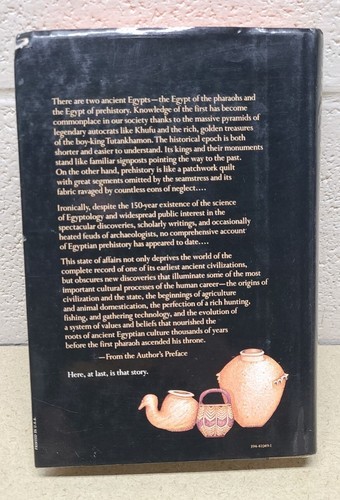 There are two ancient Egypts—the Egypt of the pharaohs and
the Egypt of prehistory. Knowledge of the first has become
commonplace in our society thanks to the massive pyramids of
legendary autocrats like Khufu and the rich, golden treasures
of the boy-king Tutankhamon. The historical epoch is both
shorter and easier to understand. Its kings and their monuments
stand like familiar signposts pointing the way to the past.
On the other hand, prehistory is like a patchwork quilt
with great segments omitted by the seamstress and its
fabric ravaged by countless eons of neglect....
Ironically, despite the 150-year existence of the science
of Egyptology and widespread public interest in the
spectacular discoveries, scholarly writings, and occasionally
heated feuds of archaeologists, no comprehensive account
of Egyptian prehistory has appeared to date....
This state of affairs not only deprives the world of the
complete record of one of its earliest ancient civilizations,
but obscures new discoveries that illuminate some of the most
important cultural processes of the human career—the origins of
civilization and the state, the beginnings of agriculture
and animal domestication, the perfection of a rich hunting,
fishing, and gathering technology, and the evolution of
a system of values and beliefs that nourished the
roots of ancient Egyptian culture thousands of years
before the first pharaoh ascended his throne.
—From the Author's Preface
Here, at last, is that story.
PRINTED IN U.S.A.